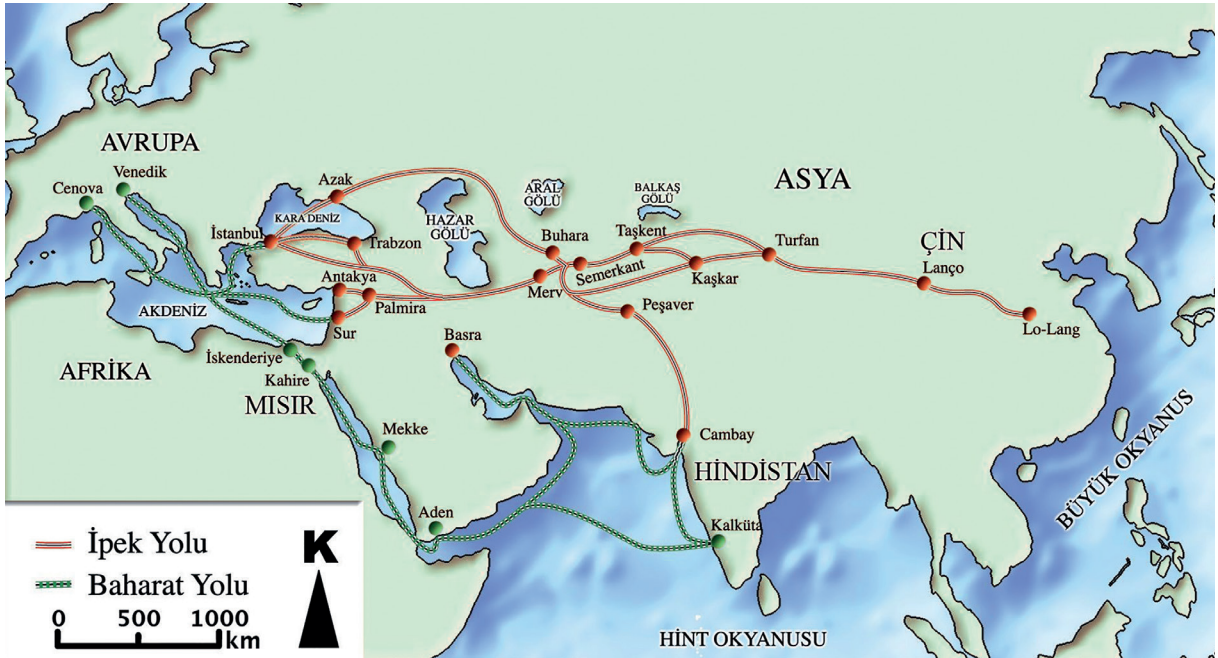 AVRUPA
Venedik
Cenova
Azak
ASYA
ARAL
GÖLÜ
BALKAŞ
GÖLÜ
KARA DENİZ
HAZAR
GÖLÜ
İstanbul
Trabzon
Buhara
Taşkent
Turfan
ÇİN
Lanço
Semerkant
Kaşkar
Antakya
Merv
Palmira
Peşaver
AKDENİZ
Sur
Lo-Lang
Basra
İskenderiye
AFRİKA
Kahire
MISIR
Mekke
Cambay
HİNDİSTAN
BÜYÜK OKYANUS
Aden
Kalküta
İpek Yolu
Baharat Yolu
K
0 500 1000
km
HİNT OKYANUSU